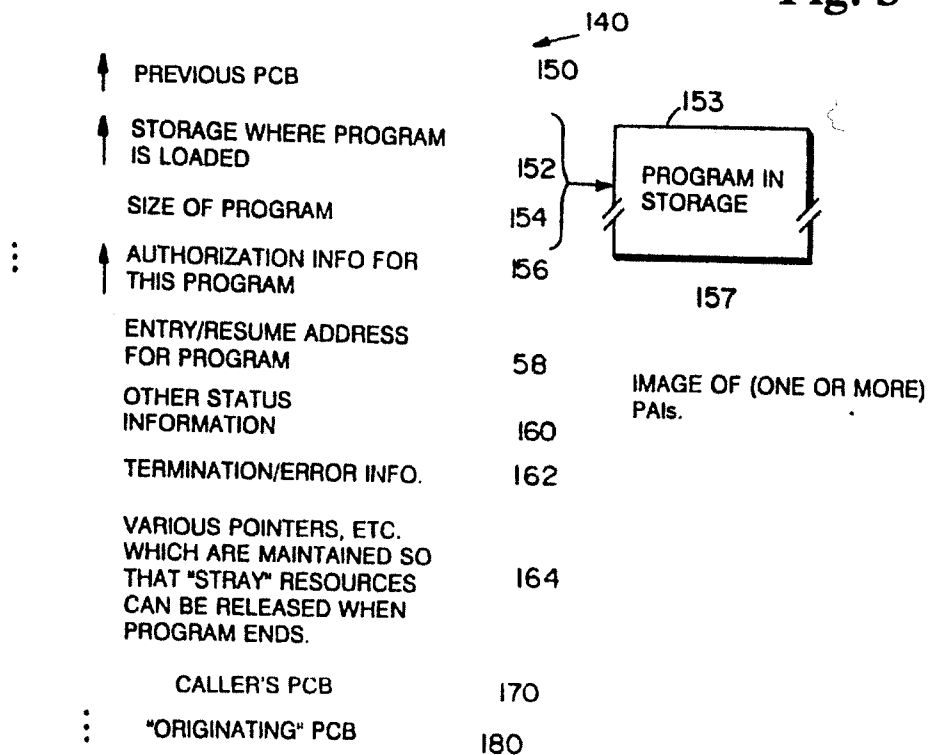 Fig. 8
140
PREVIOUS PCB 150
STORAGE WHERE PROGRAM
IS LOADED 152
SIZE OF PROGRAM 154
AUTHORIZATION INFO FOR
THIS PROGRAM 156
153
PROGRAM IN
STORAGE
157
ENTRY/RESUME ADDRESS
FOR PROGRAM 58
IMAGE OF (ONE OR MORE)
PAIs.
OTHER STATUS
INFORMATION 160
TERMINATION/ERROR INFO. 162
VARIOUS POINTERS, ETC.
WHICH ARE MAINTAINED SO
THAT "STRAY" RESOURCES 164
CAN BE RELEASED WHEN
PROGRAM ENDS.
CALLER'S PCB 170
"ORIGINATING" PCB 180